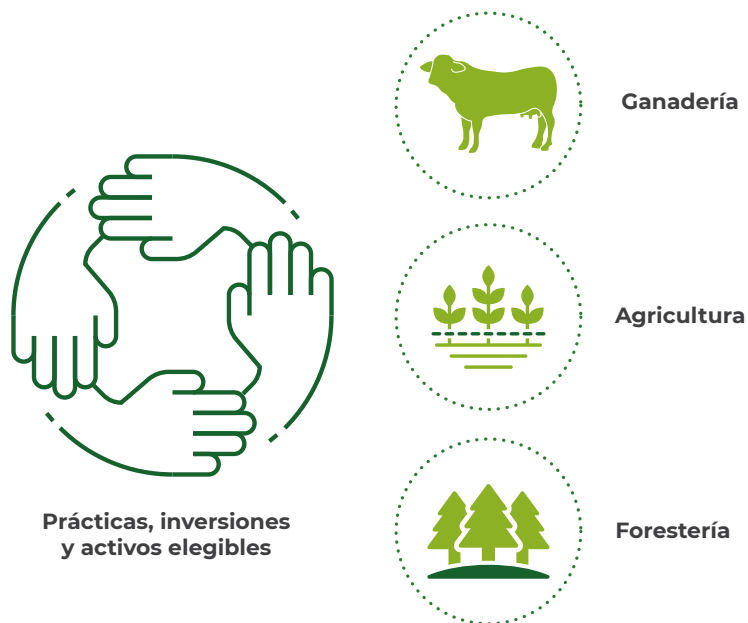 Ganadería
Agricultura
Prácticas, inversiones
y activos elegibles
Forestería